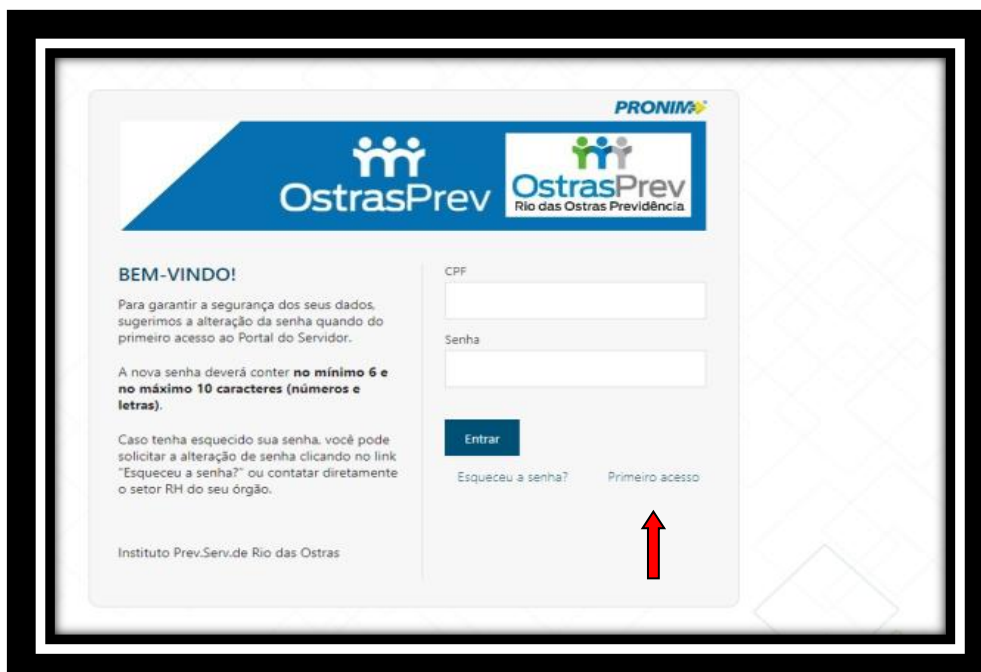 PRONIM
OstrasPrev
OstrasPrev
Rio das Ostras Previdência
BEM-VINDO!
Para garantir a segurança dos seus dados,
sugerimos a alteração da senha quando do
primeiro acesso ao Portal do Servidor.
A nova senha deverá conter no mínimo 6 e
no máximo 10 caracteres (números e
letras).
Caso tenha esquecido sua senha, você pode
solicitar a alteração de senha clicando no link
"Esqueceu a senha?" ou contatar diretamente
o setor RH do seu órgão.
Instituto Prev.Serv.de Rio das Ostras
CPF
Senha
Entrar
Esqueceu a senha?
Primeiro acesso